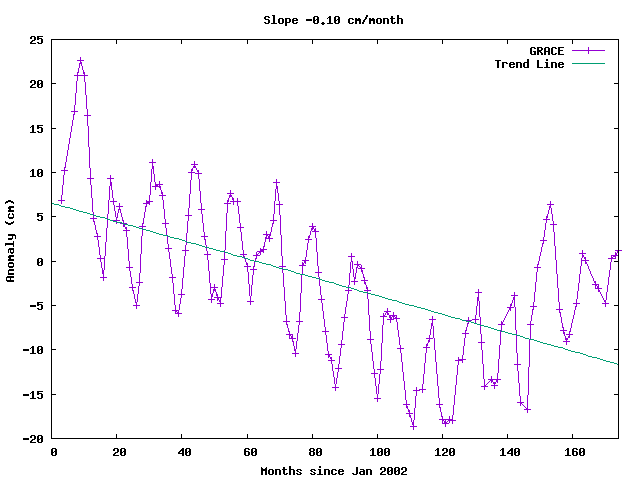 Slope -0.10 cm/month
GRACE
Trend Line
Anomaly (cm)
25
20
15
10
5
0
-5
-10
-15
-20
0 20 40 60 80 100 120 140 160
Months since Jan 2002